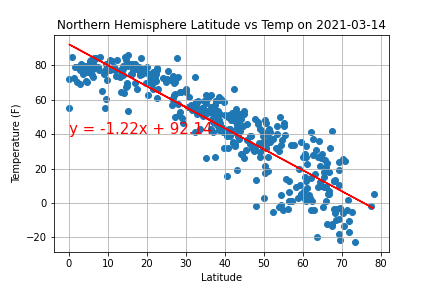 Northern Hemisphere Latitude vs Temp on 2021-03-14
Temperature (F)
80
60
40
20
0
−20
y = -1.22x + 92.14
0 10 20 30 40 50 60 70 80
Latitude